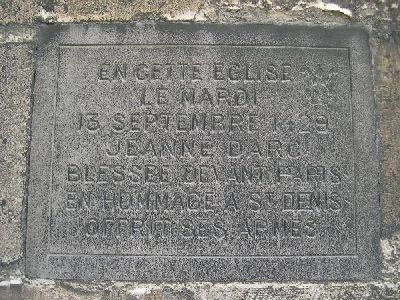 EN CETTE EGLISE
LE MARDI
13 SEPTEMBRE 1429
JEANNE DARC
BLESSEE DEVANT PARIS
EN HOMMAGE A ST DENIS
OFFRIT SES ARMES